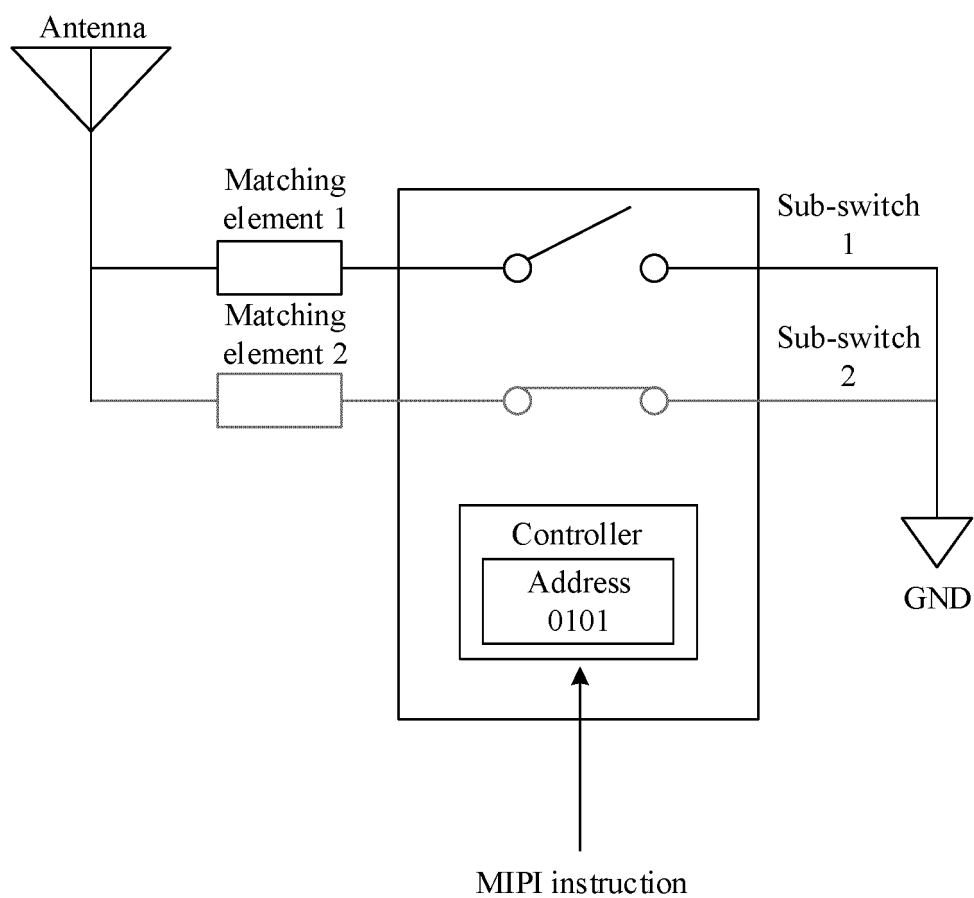 Antenna
Matching
element 1
Sub-switch
1
Matching
element 2
Sub-switch
2
Controller
Address
0101
GND
MIPI instruction